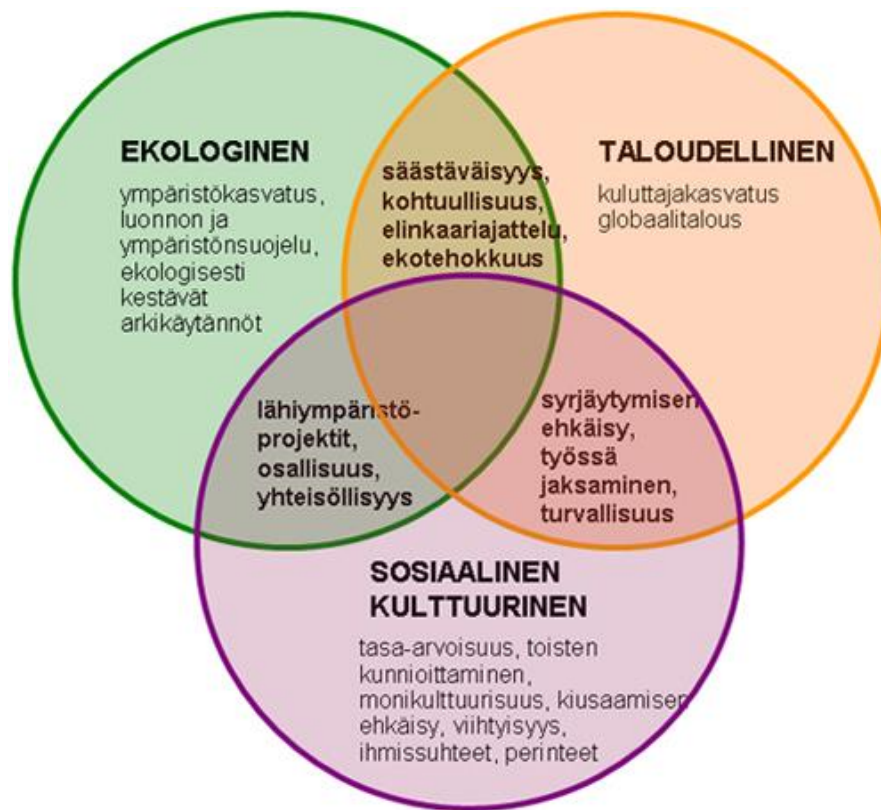 EKOLOGINEN
ympäristökasvatus,
luonnon ja
ympäristönsuojelu,
ekologisesti
kestävät
arkikäytännöt
säästäväisyys,
kohtuullisuus,
elinkaariajattelu,
ekotehokkuus
TALOUDELLINEN
kuluttajakasvatus
globaalitalous
lähiympäristö-
projektit,
osallisuus,
yhteisöllisyys
syrjäytymisen
ehkäisy,
työssä
jaksaminen,
turvallisuus
SOSIAALINEN
KULTTUURINEN
tasa-arvoisuus, toisten
kunnioittaminen,
monikulttuurisuus, kiusaamisen
ehkäisy, viihtyisyys,
ihmissuhteet, perinteet